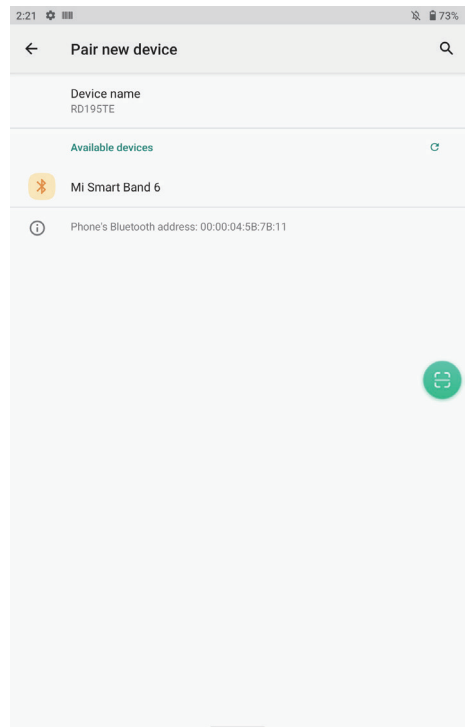 2:21 73%
Pair new device
Device name
RD195TE
Available devices
Mi Smart Band 6
Phone's Bluetooth address: 00:00:04:5B:7B:11